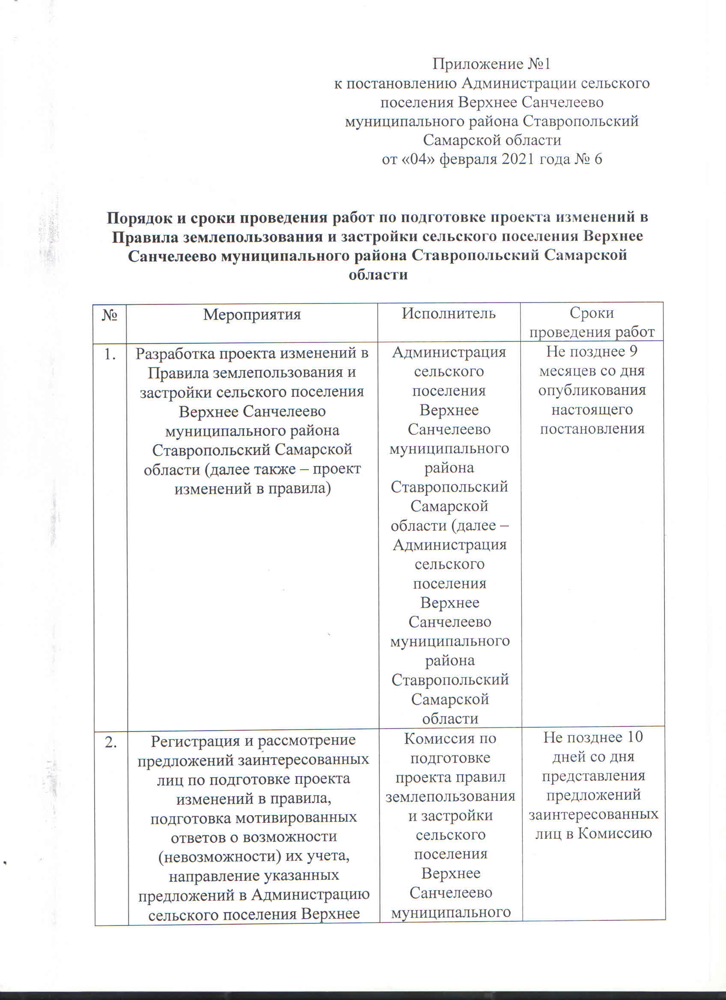 Приложение №1
к постановлению Администрации сельского
поселения Верхнее Санчелеево
муниципального района Ставропольский
Самарской области
от «04» февраля 2021 года № 6
Порядок и сроки проведения работ по подготовке проекта изменений в
Правила землепользования и застройки сельского поселения Верхнее
Санчелеево муниципального района Ставропольский Самарской
области
№
Мероприятия
Исполнитель
Сроки
проведения работ
1.
Разработка проекта изменений в
Правила землепользования и
застройки сельского поселения
Верхнее Санчелеево
муниципального района
Ставропольский Самарской
области (далее также – проект
изменений в правила)
Администрация
сельского
поселения
Верхнее
Санчелеево
муниципального
района
Ставропольский
Самарской
области (далее –
Администрация
сельского
поселения
Верхнее
Санчелеево
муниципального
района
Ставропольский
Самарской
области
Не позднее 9
месяцев со дня
опубликования
настоящего
постановления
2.
Регистрация и рассмотрение
предложений заинтересованных
лиц по подготовке проекта
изменений в правила,
подготовка мотивированных
ответов о возможности
(невозможности) их учета,
направление указанных
предложений в Администрацию
сельского поселения Верхнее
Комиссия по
подготовке
проекта правил
землепользования
и застройки
сельского
поселения
Верхнее
Санчелеево
муниципального
Не позднее 10
дней со дня
представления
предложений
заинтересованных
лиц в Комиссию